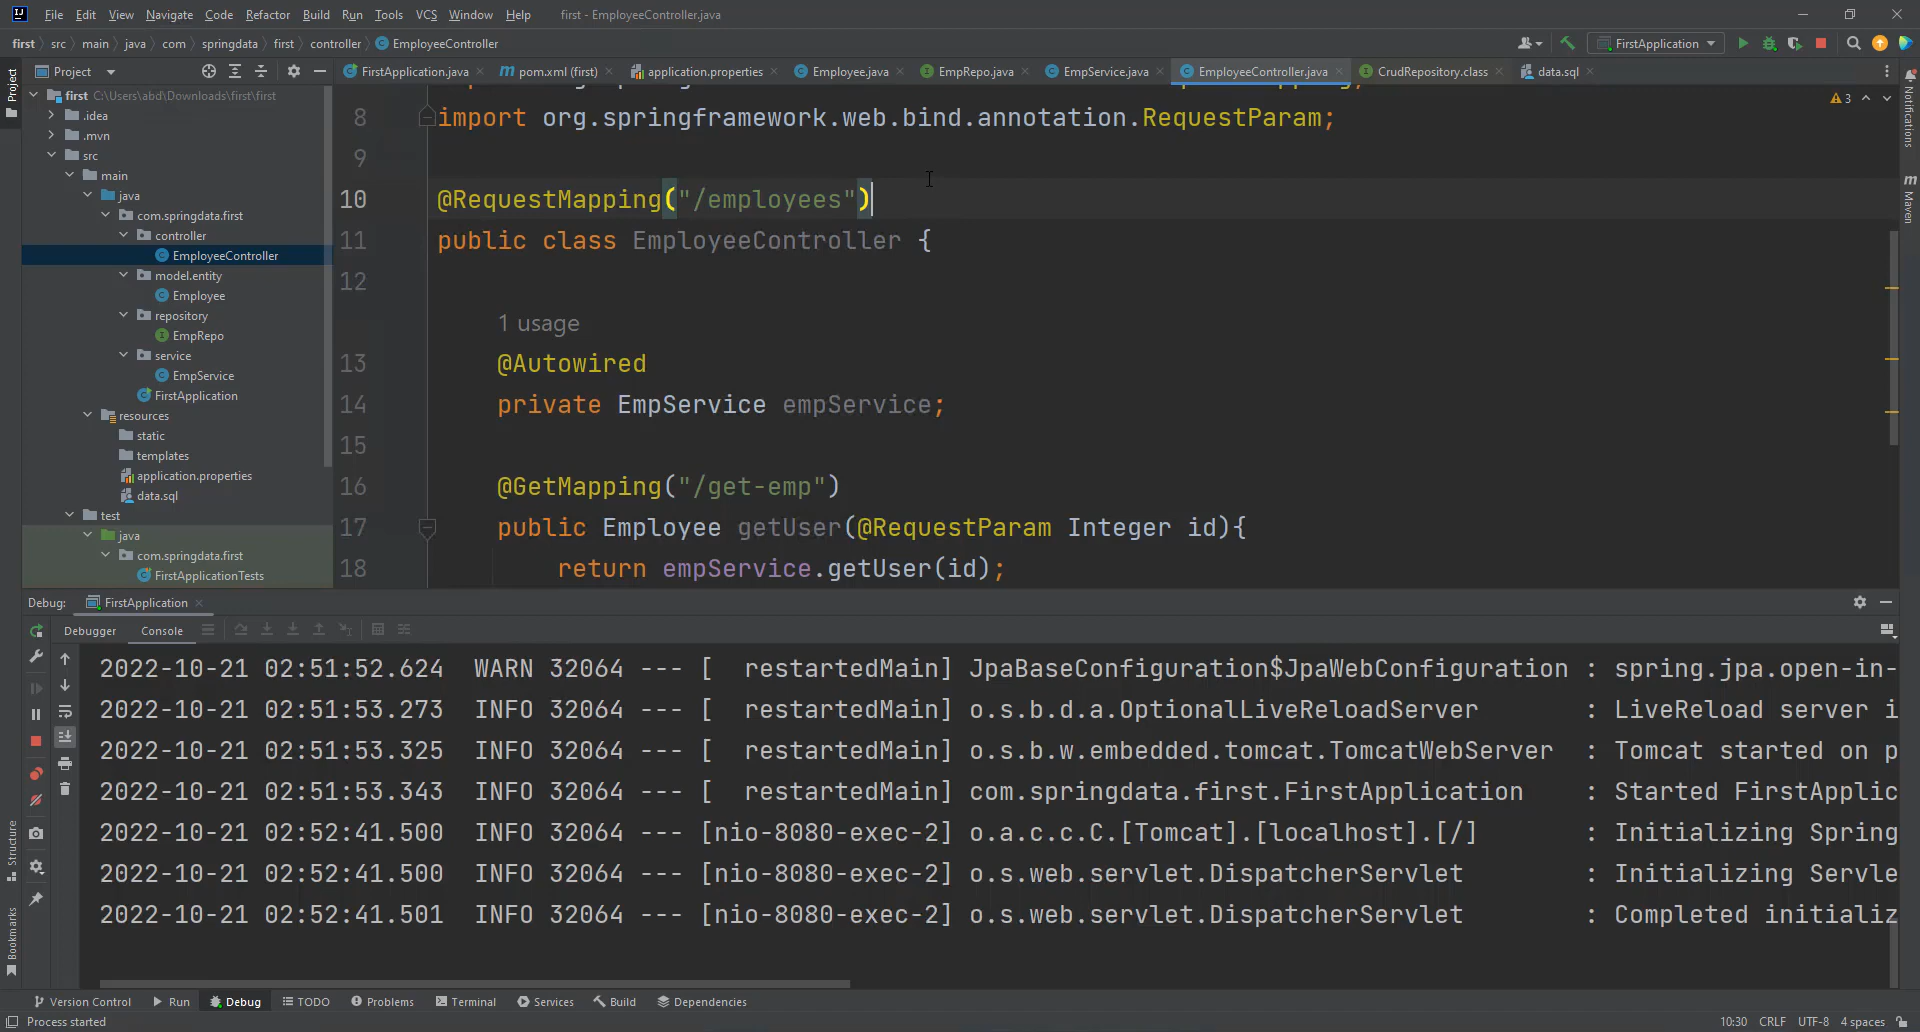 File Edit View Navigate Code Refactor Build Run Tools VCS Window Help first - EmployeeController.java
first src main java com springdata first controller EmployeeController FirstApplication
Project FirstApplication.java pom.xml (first) application.properties Employee.java EmpRepo.java EmpService.java EmployeeController.java CrudRepository.class data.sql
Project
Notifications
Maven
first C:\Users\abd\Downloads\first\first
.idea
.mvn
src
main
java
com.springdata.first
controller
EmployeeController
model.entity
Employee
repository
EmpRepo
service
EmpService
FirstApplication
resources
static
templates
application.properties
data.sql
test
java
com.springdata.first
FirstApplicationTests
3
8 import org.springframework.web.bind.annotation.RequestParam;
9
10 @RequestMapping("/employees")
11 public class EmployeeController {
12
1 usage
13 @Autowired
14 private EmpService empService;
15
16 @GetMapping("/get-emp")
17 public Employee getUser(@RequestParam Integer id){
18 return empService.getUser(id);
Debug: FirstApplication
Debugger Console
2022-10-21 02:51:52.624 WARN 32064 --- [ restartedMain] JpaBaseConfiguration$JpaWebConfiguration : spring.jpa.open-in-
2022-10-21 02:51:53.273 INFO 32064 --- [ restartedMain] o.s.b.d.a.OptionalLiveReloadServer : LiveReload server i
2022-10-21 02:51:53.325 INFO 32064 --- [ restartedMain] o.s.b.w.embedded.tomcat.TomcatWebServer : Tomcat started on p
2022-10-21 02:51:53.343 INFO 32064 --- [ restartedMain] com.springdata.first.FirstApplication : Started FirstApplic
2022-10-21 02:52:41.500 INFO 32064 --- [nio-8080-exec-2] o.a.c.c.C.[Tomcat].[localhost].[/] : Initializing Spring
2022-10-21 02:52:41.500 INFO 32064 --- [nio-8080-exec-2] o.s.web.servlet.DispatcherServlet : Initializing Servle
2022-10-21 02:52:41.501 INFO 32064 --- [nio-8080-exec-2] o.s.web.servlet.DispatcherServlet : Completed initializ
Structure
Bookmarks
Version Control Run Debug TODO Problems Terminal Services Build Dependencies
Process started 10:30 CRLF UTF-8 4 spaces